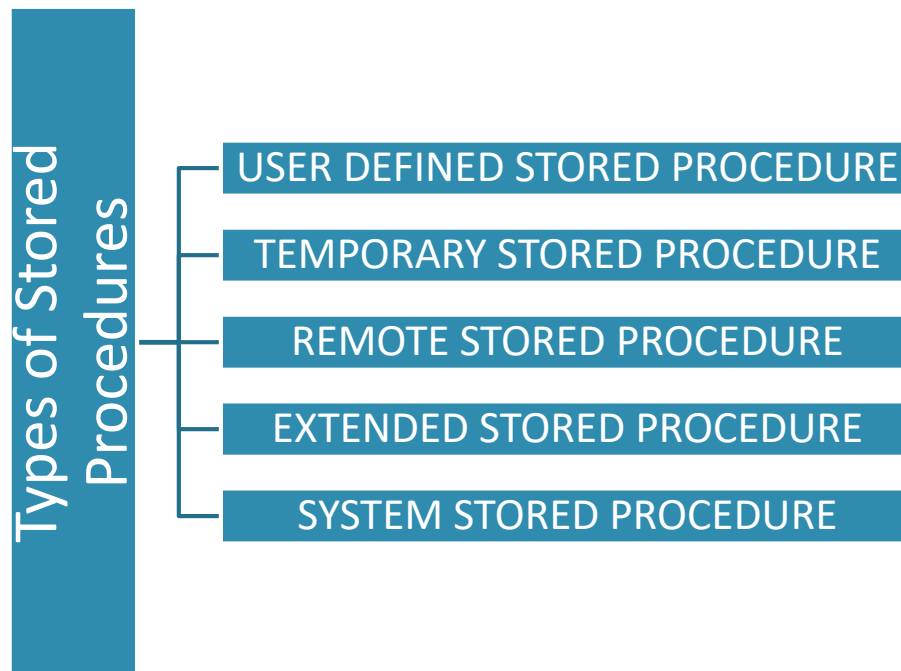 Types of Stored
Procedures
USER DEFINED STORED PROCEDURE
TEMPORARY STORED PROCEDURE
REMOTE STORED PROCEDURE
EXTENDED STORED PROCEDURE
SYSTEM STORED PROCEDURE